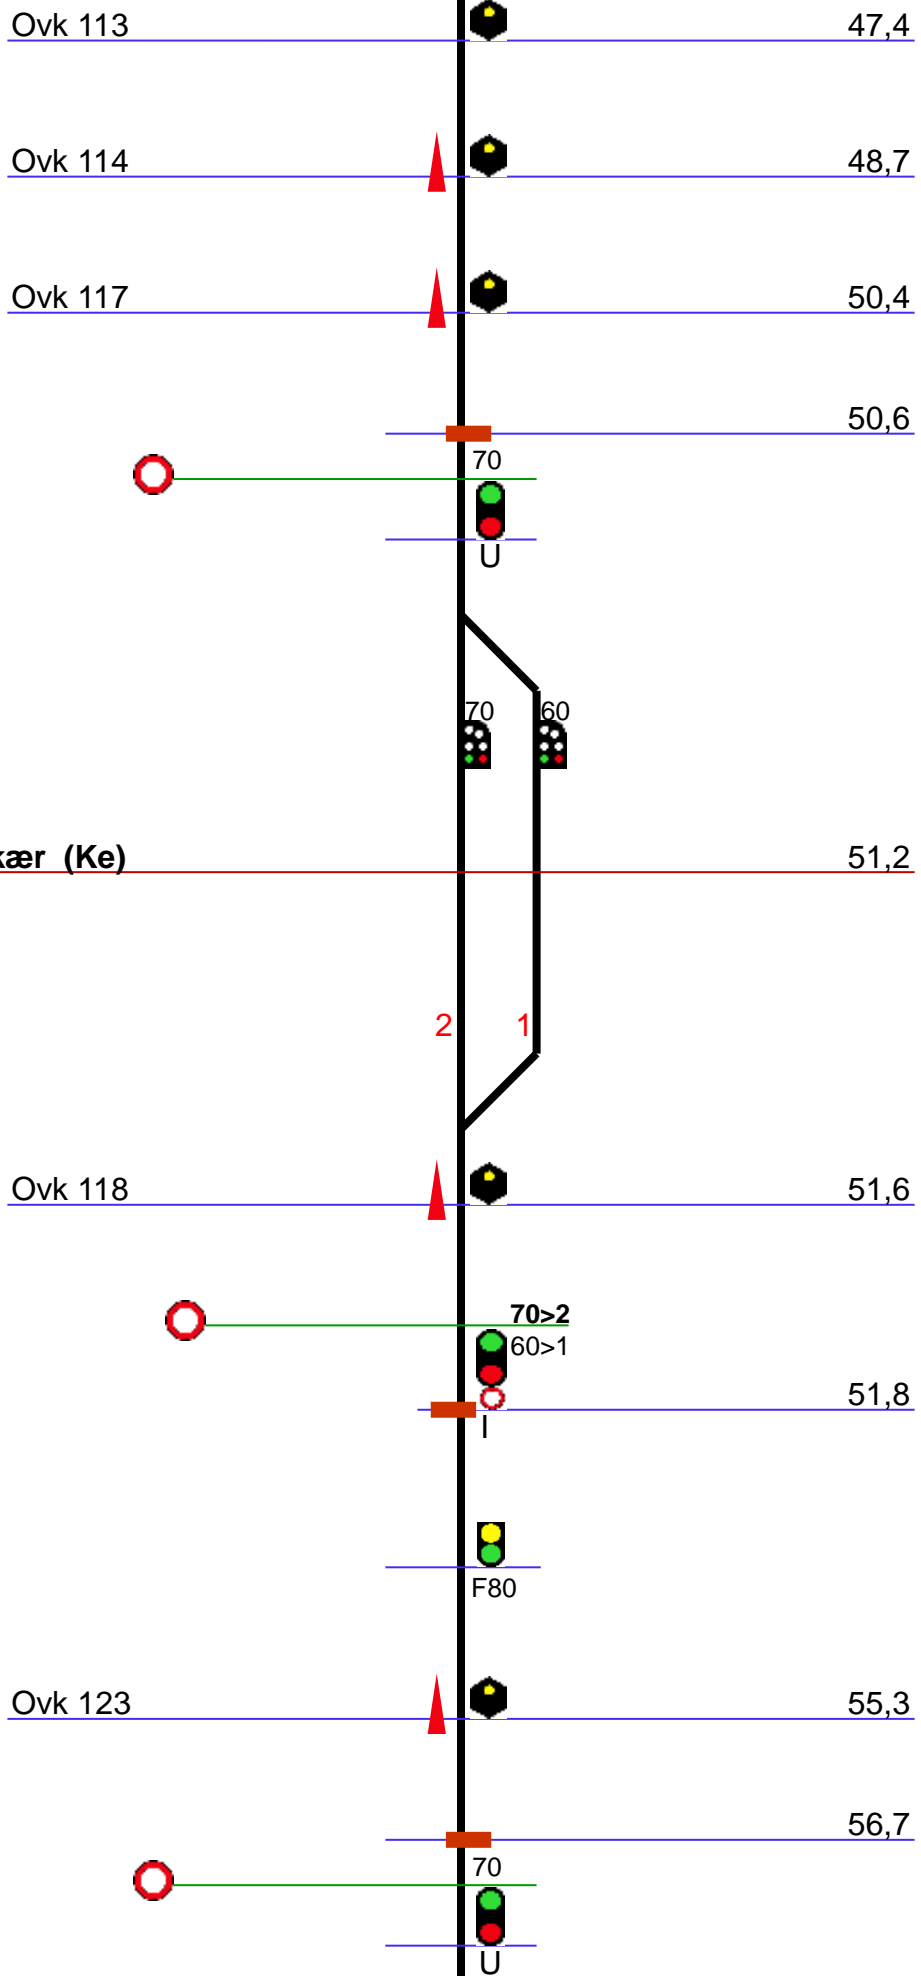 Ovk 113 47,4
Ovk 114 48,7
Ovk 117 50,4
50,6
70
U
70 60
kær (Ke) 51,2
2 1
Ovk 118 51,6
70>2
60>1
51,8
I
F80
Ovk 123 55,3
56,7
70
U